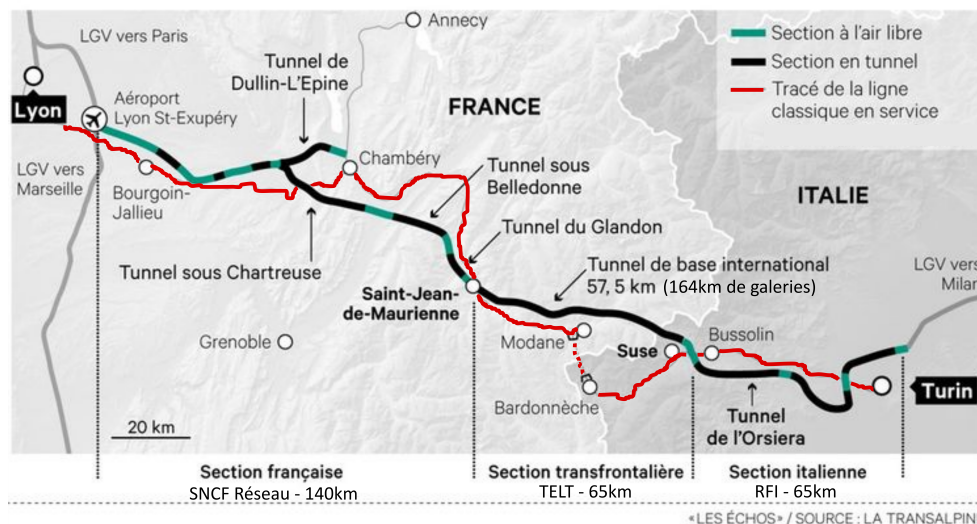 Annecy
LGV vers Paris
Tunnel de
Dullin-L'Epine
Section à l'air libre
Section en tunnel
Tracé de la ligne
classique en service
Lyon
Aéroport
Lyon St-Exupéry
FRANCE
LGV vers
Marseille
Bourgoin-
Jallieu
Chambéry
Tunnel sous
Belledonne
ITALIE
Tunnel du Glandon
Tunnel sous Chartreuse
Tunnel de base international
57, 5 km (164km de galeries)
LGV vers
Milan
Saint-Jean-
de-Maurienne
Grenoble
Modane
Suse
Bussolin
Bardonnèche
Turin
Tunnel
de l'Orsiera
20 km
Section française
SNCF Réseau - 140km
Section transfrontalière
TELT - 65km
Section italienne
RFI - 65km
«LES ÉCHOS» / SOURCE : LA TRANSALPIN